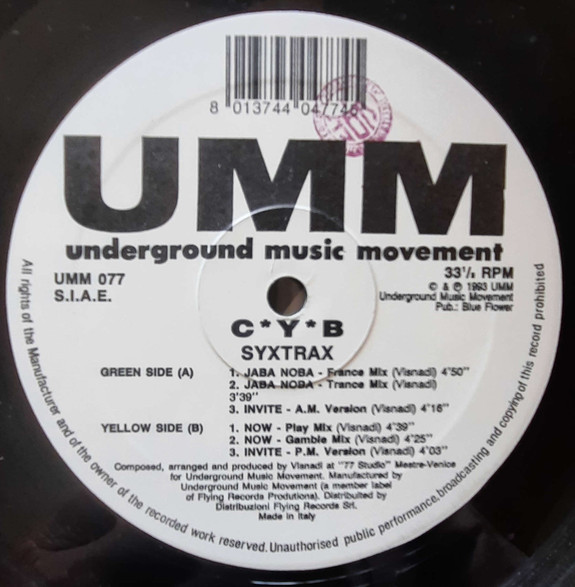 8 013744 04774
UMM
underground music movement
UMM 077
S.I.A.E.
33⅓ RPM
© & ℗ 1993 UMM
Underground Music Movement
Pub.: Blue Flower
C*Y*B
SYXTRAX
GREEN SIDE (A)
1. JABA NOBA - France Mix (Visnadi) 4'50"
2. JABA NOBA - Trance Mix (Visnadi)
3'39"
3. INVITE - A.M. Version (Visnadi) 4'16"
YELLOW SIDE (B)
1. NOW - Play Mix (Visnadi) 4'39"
2. NOW - Gamble Mix (Visnadi) 4'25"
3. INVITE - P.M. Version (Visnadi) 4'03"
Composed, arranged and produced by Visnadi at "77 Studio" Mestre-Venice
for Underground Music Movement. Manufactured by
Underground Music Movement (a member label
of Flying Records Produtions). Distributed by
Distribuzioni Flying Records Srl.
Made in Italy
All rights of the Manufacturer and of the owner of the recorded work reserved. Unauthorised public performance, broadcasting and copying of this record prohibited